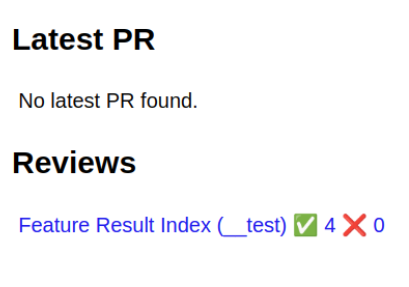 Latest PR
No latest PR found.
Reviews
Feature Result Index (__test) ✅ 4 ❌ 0